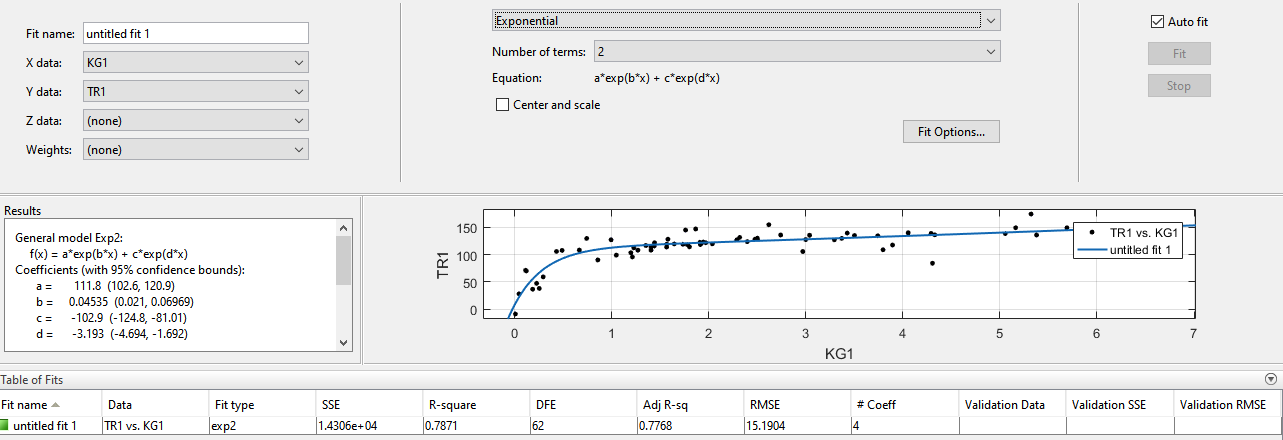 Fit name: untitled fit 1
X data: KG1
Y data: TR1
Z data: (none)
Weights: (none)
Exponential
Number of terms: 2
Equation: a*exp(b*x) + c*exp(d*x)
Center and scale
Fit Options...
Auto fit
Fit
Stop
Results
General model Exp2:
f(x) = a*exp(b*x) + c*exp(d*x)
Coefficients (with 95% confidence bounds):
a = 111.8 (102.6, 120.9)
b = 0.04535 (0.021, 0.06969)
c = -102.9 (-124.8, -81.01)
d = -3.193 (-4.694, -1.692)
TR1
150
100
50
0
0 1 2 3 4 5 6 7
KG1
TR1 vs. KG1
untitled fit 1
Table of Fits
Fit name Data Fit type SSE R-square DFE Adj R-sq RMSE # Coeff Validation Data Validation SSE Validation RMSE
untitled fit 1 TR1 vs. KG1 exp2 1.4306e+04 0.7871 62 0.7768 15.1904 4